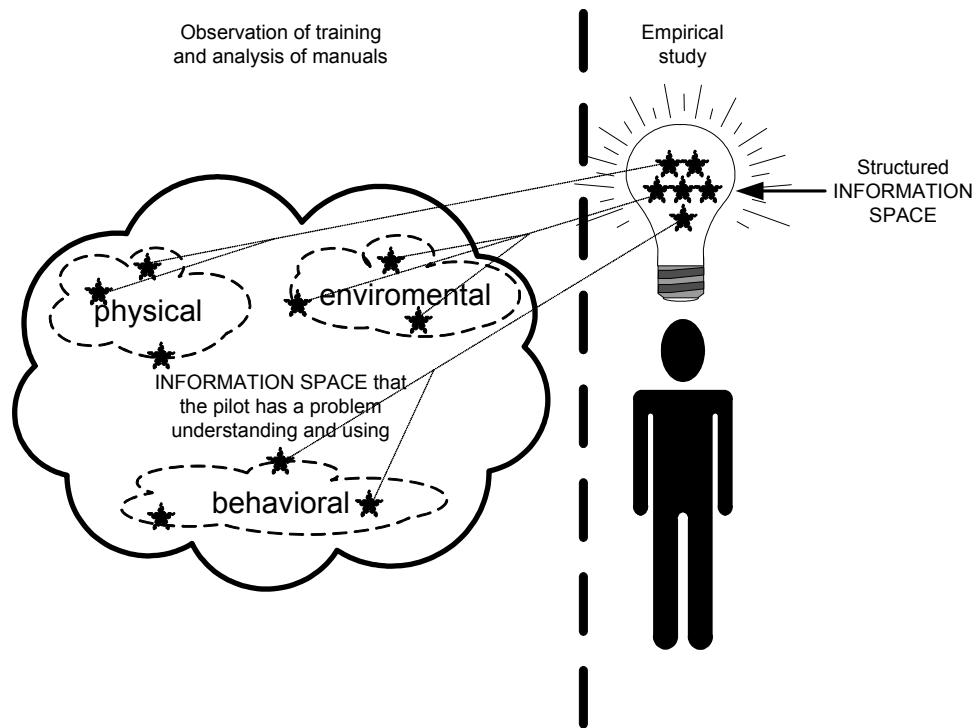 Observation of training
and analysis of manuals
Empirical
study
Structured
INFORMATION
SPACE
physical
enviromental
INFORMATION SPACE that
the pilot has a problem
understanding and using
behavioral